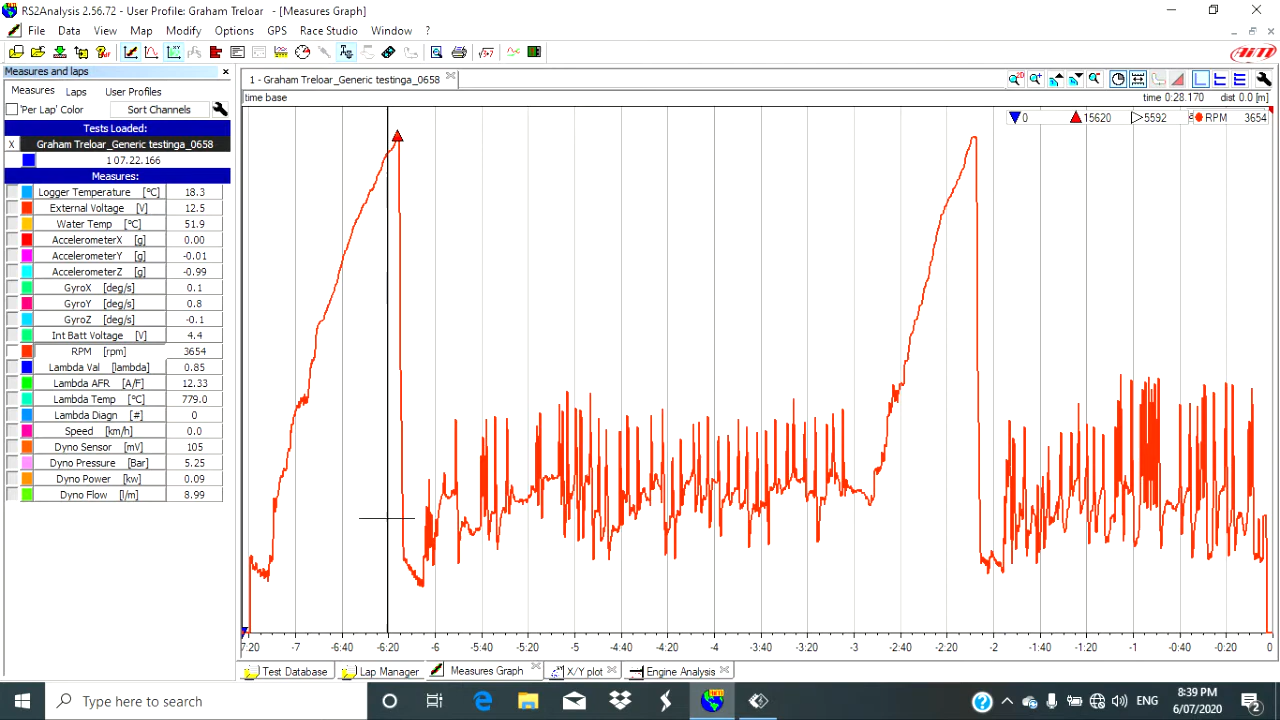 RS2Analysis 2.56.72 - User Profile: Graham Treloar - [Measures Graph]
File Data View Map Modify Options GPS Race Studio Window ?
Measures and laps
1 - Graham Treloar_Generic testinga_0658
Measures Laps User Profiles
'Per Lap' Color Sort Channels
time base time 0:28.170 dist 0.0 [m]
0 15620 5592 RPM 3654
Tests Loaded:
X Graham Treloar_Generic testinga_0658
1 07.22.166
Measures:
Logger Temperature [°C] 18.3
External Voltage [V] 12.5
Water Temp [°C] 51.9
AccelerometerX [g] 0.00
AccelerometerY [g] -0.01
AccelerometerZ [g] -0.99
GyroX [deg/s] 0.1
GyroY [deg/s] 0.8
GyroZ [deg/s] -0.1
Int Batt Voltage [V] 4.4
RPM [rpm] 3654
Lambda Val [lambda] 0.85
Lambda AFR [A/F] 12.33
Lambda Temp [°C] 779.0
Lambda Diagn [#] 0
Speed [km/h] 0.0
Dyno Sensor [mV] 105
Dyno Pressure [Bar] 5.25
Dyno Power [kw] 0.09
Dyno Flow [l/m] 8.99
7:20 -7 -6:40 -6:20 -6 -5:40 -5:20 -5 -4:40 -4:20 -4 -3:40 -3:20 -3 -2:40 -2:20 -2 -1:40 -1:20 -1 -0:40 -0:20 0
Test Database Lap Manager Measures Graph X/Y plot Engine Analysis
Type here to search
ENG
8:39 PM
6/07/2020
2